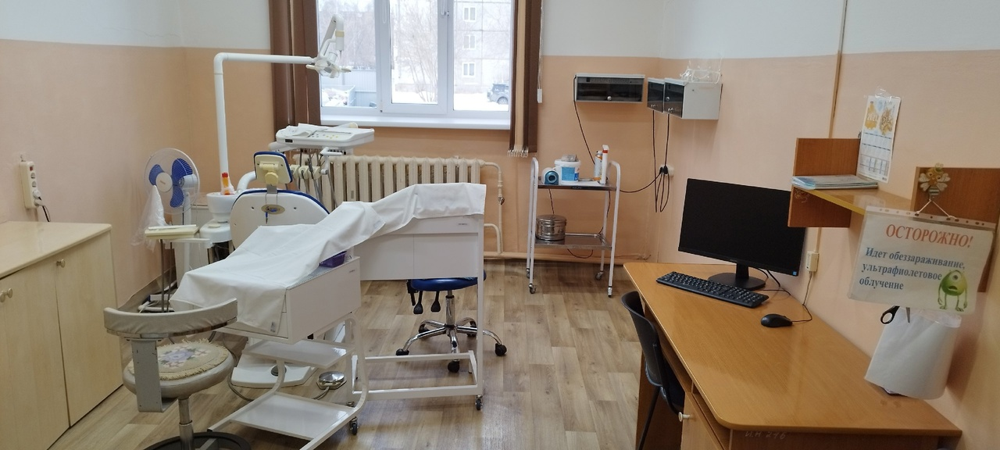 ОСТОРОЖНО!
Идет обеззараживание,
ультрафиолетовое
облучение